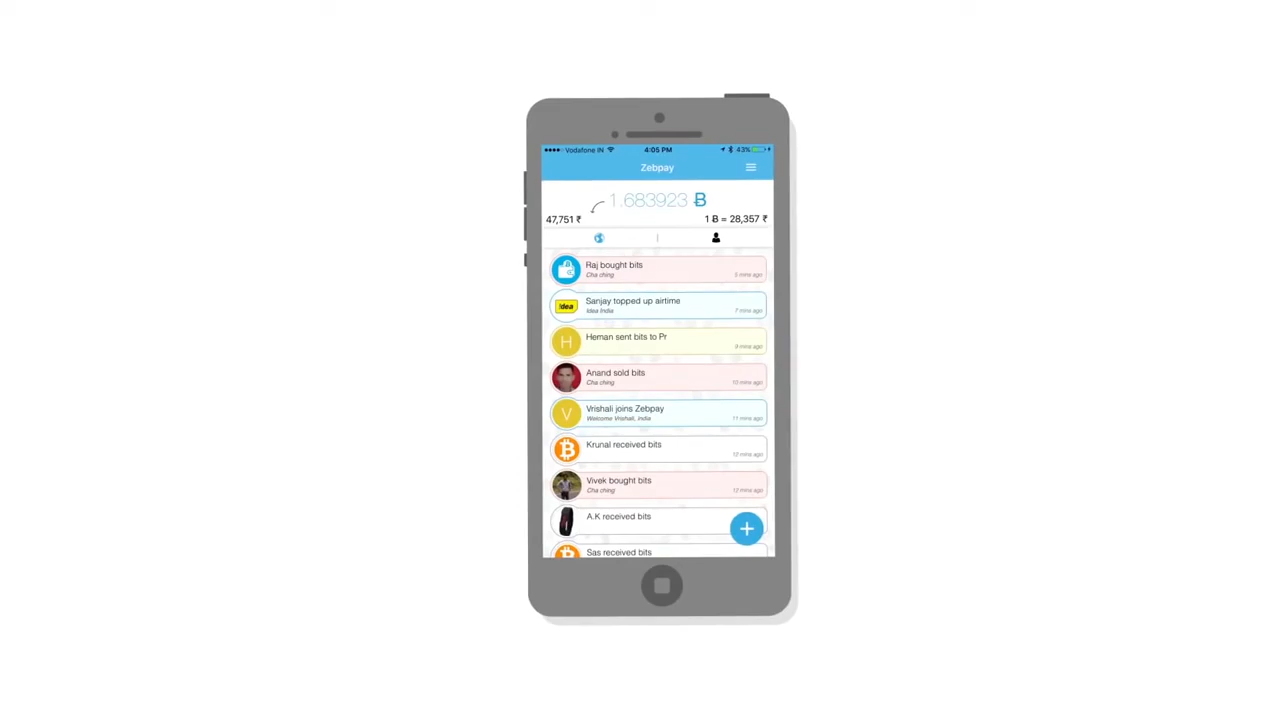 Vodafone IN 4:05 PM 43%
Zebpay
1.683923 Ƀ
47,751 ₹ 1 Ƀ = 28,357 ₹
Raj bought bits
Cha ching 5 mins ago
Idea
Sanjay topped up airtime
Idea India 7 mins ago
H Heman sent bits to Pr
9 mins ago
Anand sold bits
Cha ching 10 mins ago
V Vrishali joins Zebpay
Welcome Vrishali, India 11 mins ago
Krunal received bits
12 mins ago
Vivek bought bits
Cha ching 12 mins ago
A.K received bits
Sas received bits